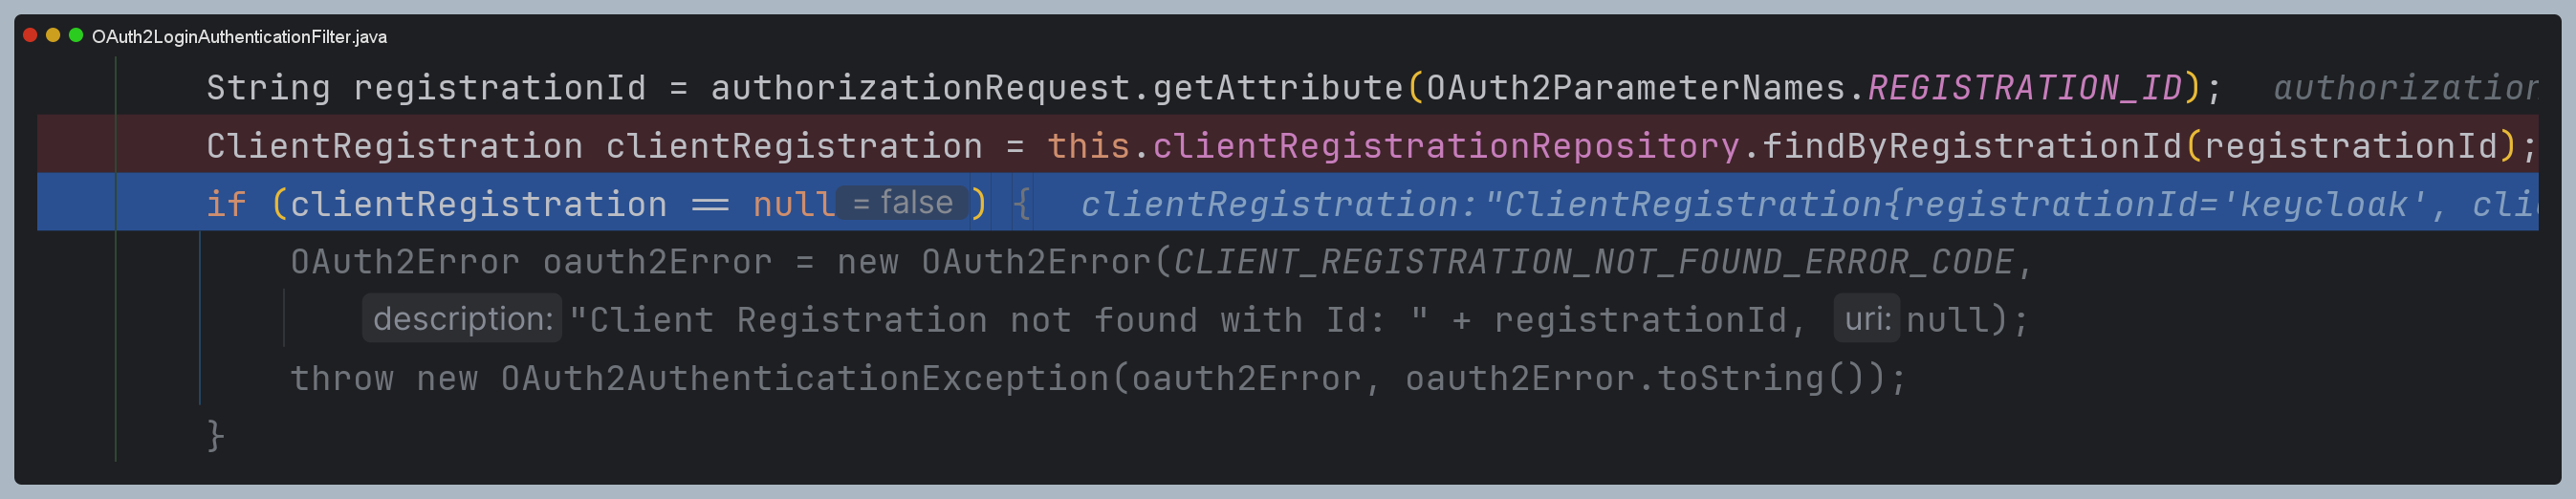 OAuth2LoginAuthenticationFilter.java
String registrationId = authorizationRequest.getAttribute(OAuth2ParameterNames.REGISTRATION_ID); authorization
ClientRegistration clientRegistration = this.clientRegistrationRepository.findByRegistrationId(registrationId);
if (clientRegistration == null = false ) { clientRegistration: "ClientRegistration{registrationId='keycloak', cli
OAuth2Error oauth2Error = new OAuth2Error(CLIENT_REGISTRATION_NOT_FOUND_ERROR_CODE,
description: "Client Registration not found with Id: " + registrationId, uri: null);
throw new OAuth2AuthenticationException(oauth2Error, oauth2Error.toString());
}